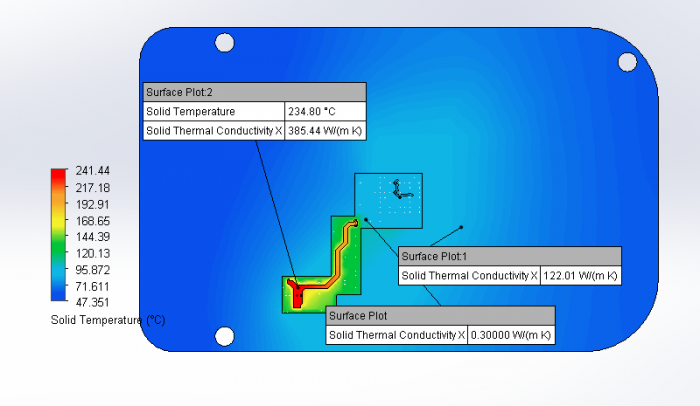 Surface Plot:2
Solid Temperature 234.80 °C
Solid Thermal Conductivity X 385.44 W/(m K)
241.44
217.18
192.91
168.65
144.39
120.13
95.872
71.611
47.351
Solid Temperature (°C)
Surface Plot:1
Solid Thermal Conductivity X 122.01 W/(m K)
Surface Plot
Solid Thermal Conductivity X 0.30000 W/(m K)